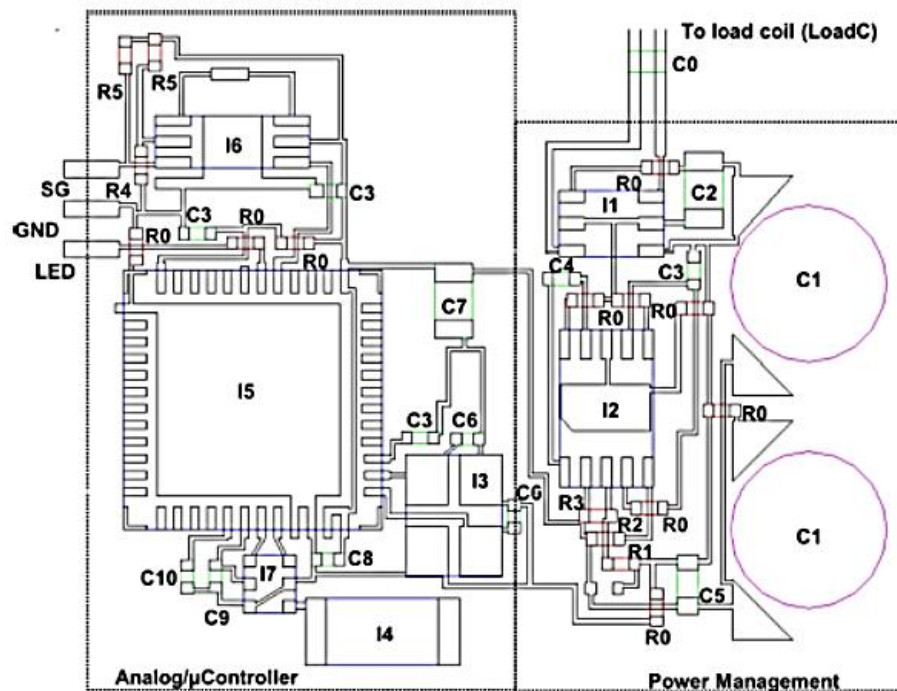 To load coil (LoadC)
C0
R5
R5
I6
R0
C2
SG
R4
C3
I1
GND
C3
R0
R0
LED
R0
C4
C3
C1
C7
R0
R0
I5
I2
C3
C6
R0
I3
C6
R3
R2
R0
C1
C8
R1
C10
I7
C9
C5
I4
R0
Analog/µController
Power Management